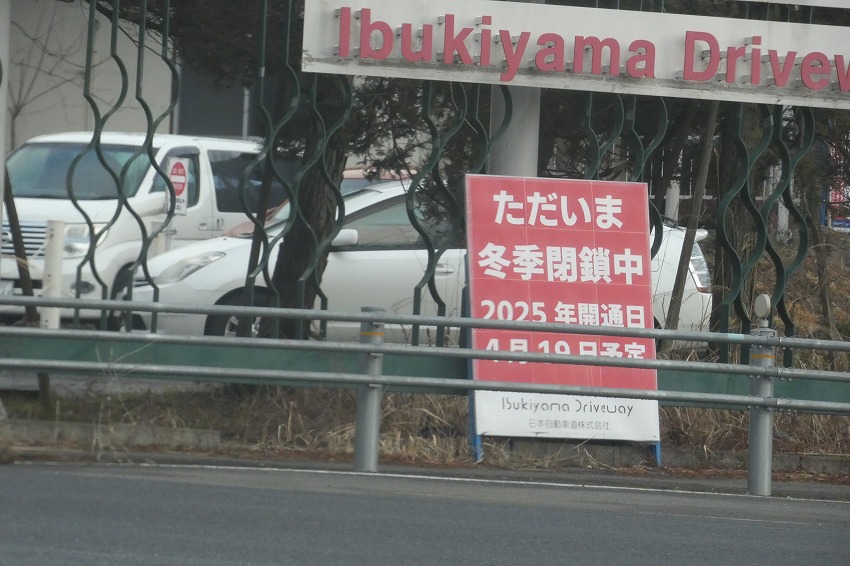 Ibukiyama Drivew
ただいま
冬季閉鎖中
2025年開通日
4月19日予定
Ibukiyama Driveway
日本自動車道株式会社